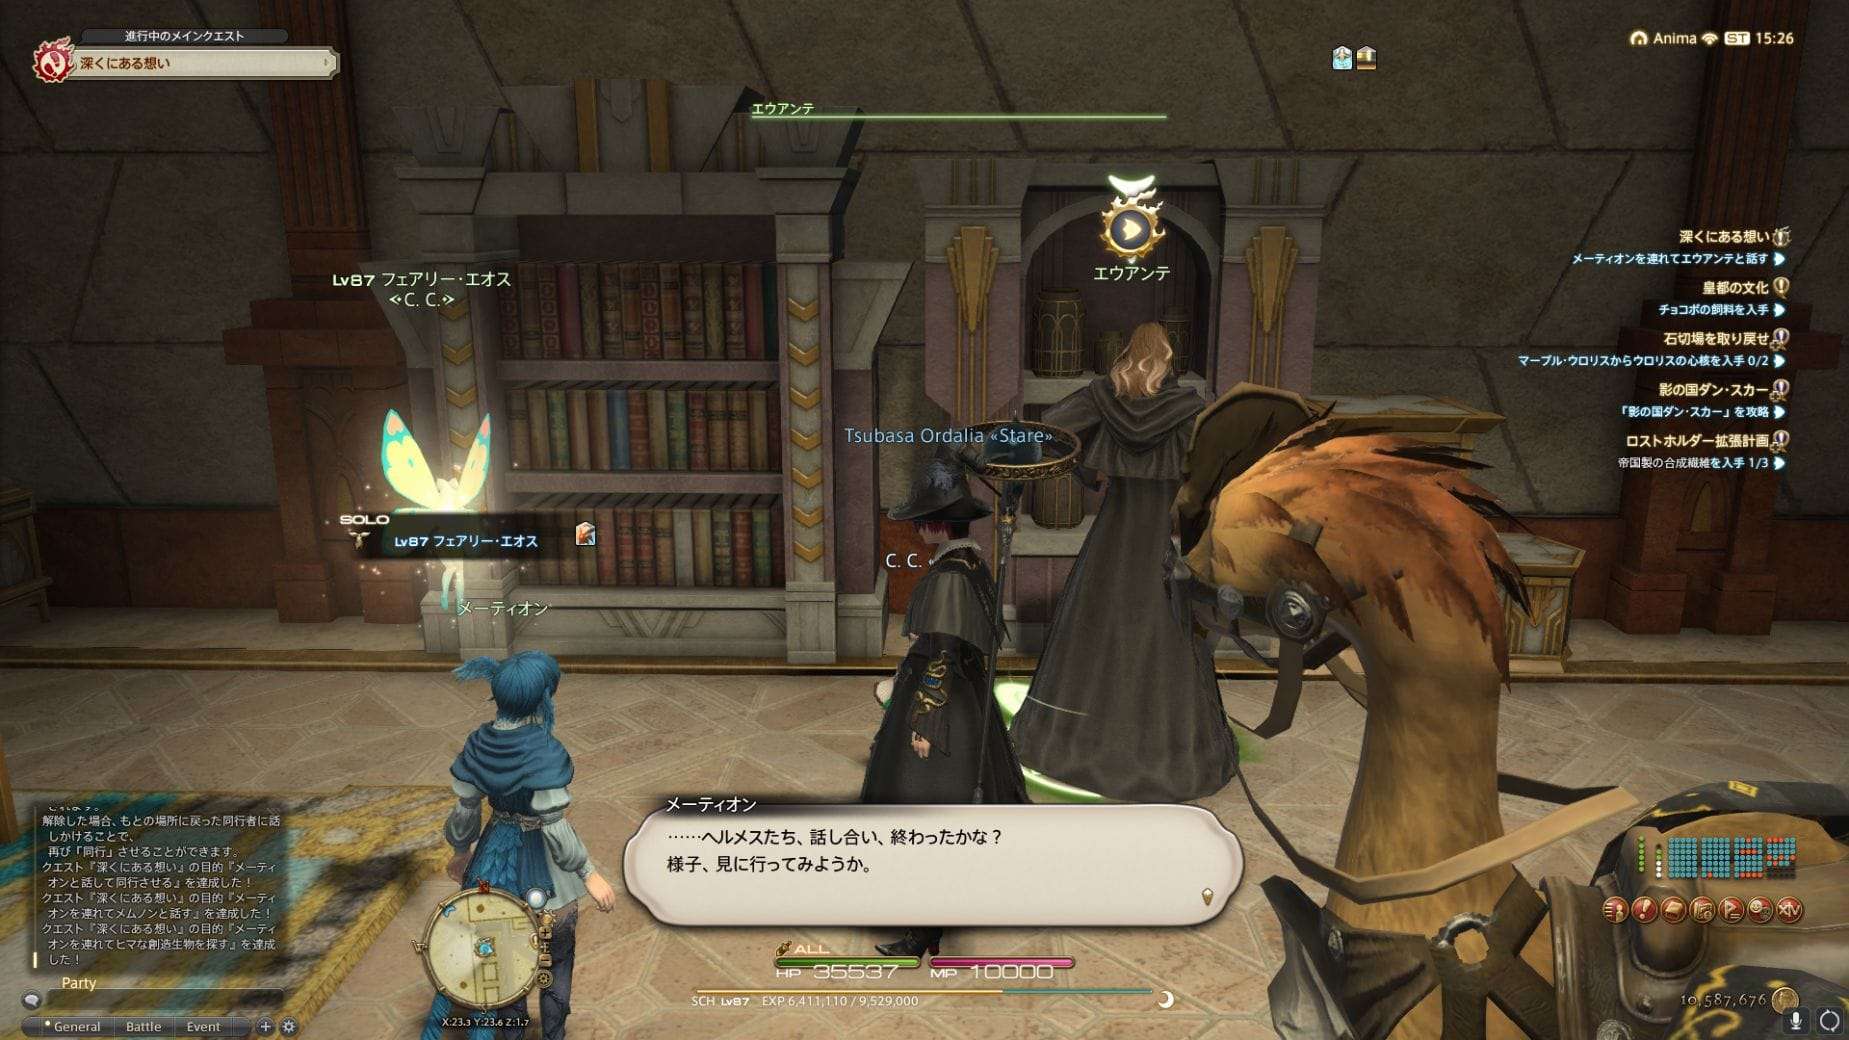 進行中のメインクエスト
深くにある想い
Anima ST 15:26
エウアンテ
エウアンテ
Lv87 フェアリー・エオス
C. C.
深くにある想い
メーティオンを連れてエウアンテと話す
皇都の文化
チョコボの飼料を入手
石切場を取り戻せ
マーブル・ウロリスからウロリスの心核を入手 0/2
影の国ダン・スカー
「影の国ダン・スカー」を攻略
ロストホルダー拡張計画
帝国製の合成繊維を入手 1/3
Tsubasa Ordalia «Stare»
SOLO
Lv87 フェアリー・エオス
C. C.
メーティオン
メーティオン
……ヘルメスたち、話し合い、終わったかな？
様子、見に行ってみようか。
解除した場合、もとの場所に戻った同行者に話
しかけることで、
再び「同行」させることができます。
クエスト『深くにある想い』の目的『メーティ
オンと話して同行させる』を達成した！
クエスト『深くにある想い』の目的『メーティ
オンを連れてメムノンと話す』を達成した！
クエスト『深くにある想い』の目的『メーティ
オンを連れてヒマな創造生物を探す』を達成
した！
Party
General Battle Event
X:23.3 Y:23.6 Z:1.7
ALL
HP 35537 MP 10000
SCH Lv87 EXP 6,411,110 / 9,529,000
10,587,676
XIV